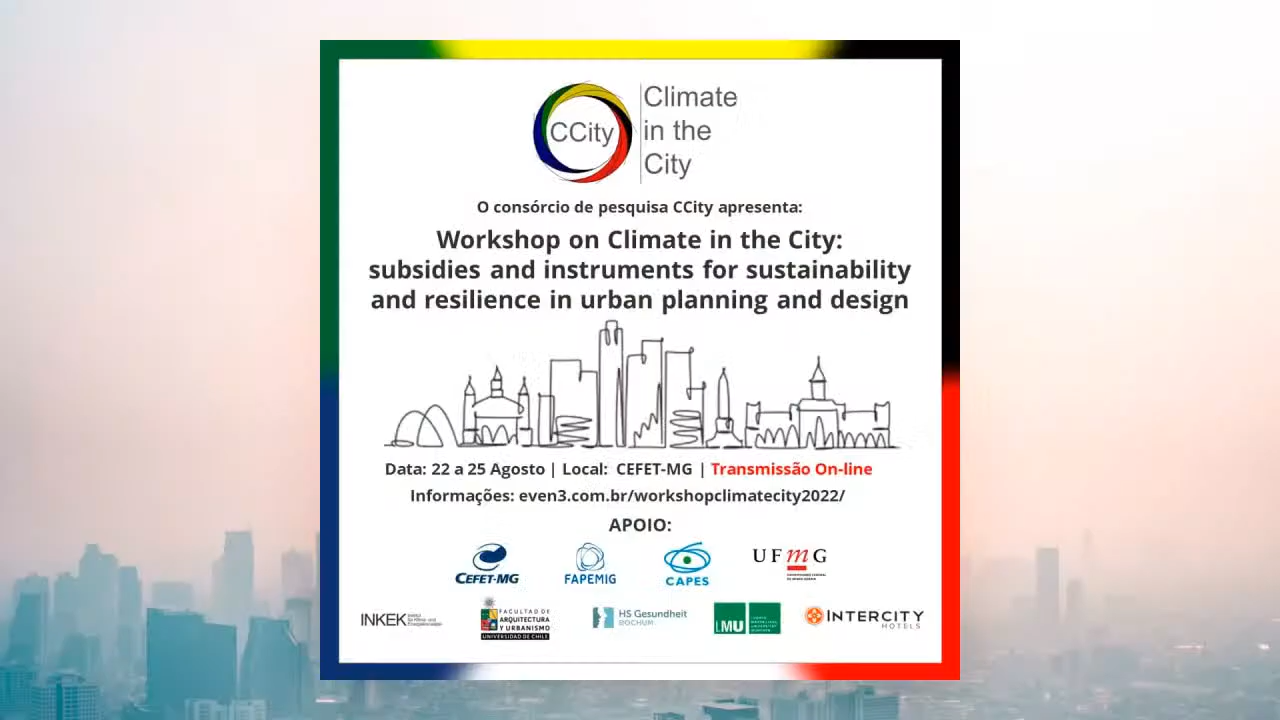 CCity
Climate
in the
City
O consórcio de pesquisa CCity apresenta:
Workshop on Climate in the City:
subsidies and instruments for sustainability
and resilience in urban planning and design
Data: 22 a 25 Agosto | Local: CEFET-MG | Transmissão On-line
Informações: even3.com.br/workshopclimatecity2022/
APOIO:
CEFET-MG
FAPEMIG
CAPES
UFmG
INKEK
FACULTAD DE
ARQUITECTURA
Y URBANISMO
UNIVERSIDAD DE CHILE
HS Gesundheit
BOCHUM
LMU
INTERCITY
HOTELS